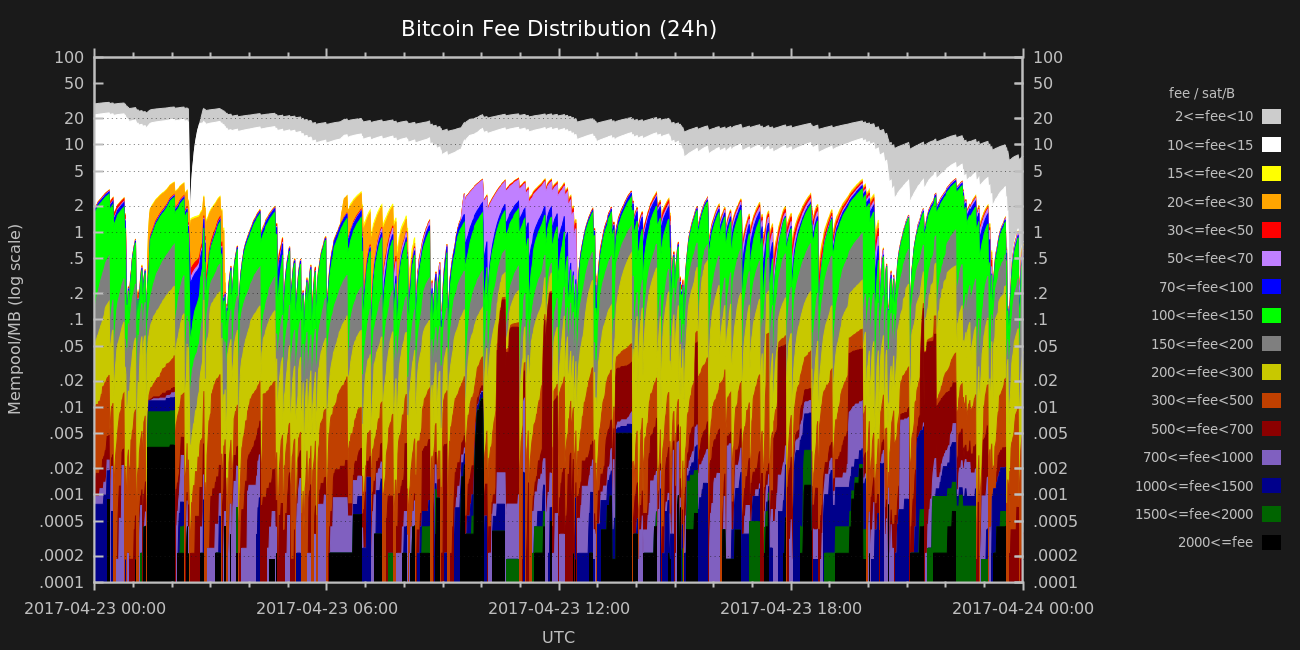 Bitcoin Fee Distribution (24h)
100
50
20
10
5
2
1
.5
.2
.1
.05
.02
.01
.005
.002
.001
.0005
.0002
.0001
Mempool/MB (log scale)
100
50
20
10
5
2
1
.5
.2
.1
.05
.02
.01
.005
.002
.001
.0005
.0002
.0001
2017-04-23 00:00
2017-04-23 06:00
2017-04-23 12:00
2017-04-23 18:00
2017-04-24 00:00
UTC
fee / sat/B
2<=fee<10
10<=fee<15
15<=fee<20
20<=fee<30
30<=fee<50
50<=fee<70
70<=fee<100
100<=fee<150
150<=fee<200
200<=fee<300
300<=fee<500
500<=fee<700
700<=fee<1000
1000<=fee<1500
1500<=fee<2000
2000<=fee